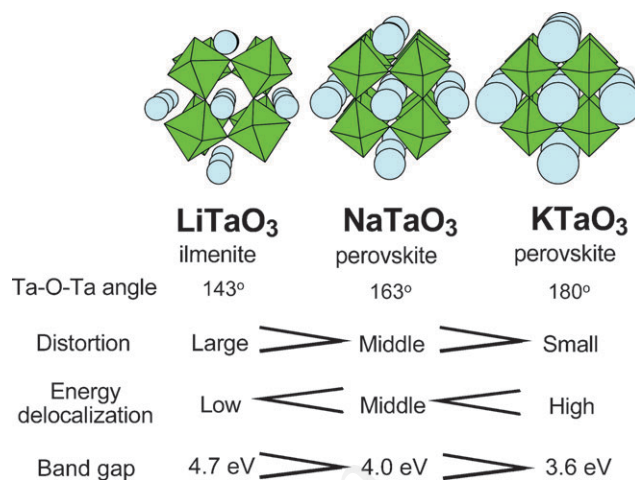 LiTaO₃ NaTaO₃ KTaO₃
ilmenite perovskite perovskite
Ta-O-Ta angle 143° 163° 180°
Distortion Large Middle Small
Energy
delocalization Low Middle High
Band gap 4.7 eV 4.0 eV 3.6 eV